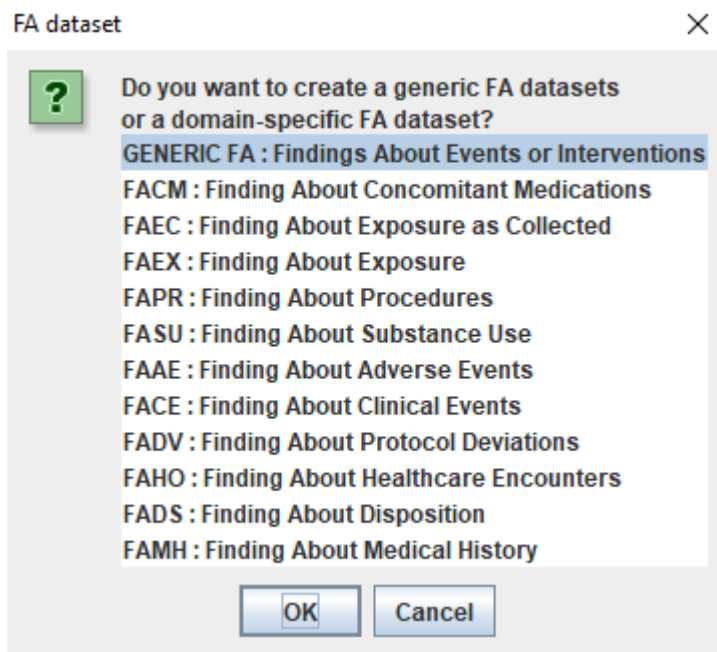 FA dataset
?
Do you want to create a generic FA datasets
or a domain-specific FA dataset?
GENERIC FA : Findings About Events or Interventions
FACM : Finding About Concomitant Medications
FAEC : Finding About Exposure as Collected
FAEX : Finding About Exposure
FAPR : Finding About Procedures
FASU : Finding About Substance Use
FAAE : Finding About Adverse Events
FACE : Finding About Clinical Events
FADV : Finding About Protocol Deviations
FAHO : Finding About Healthcare Encounters
FADS : Finding About Disposition
FAMH : Finding About Medical History
OK Cancel